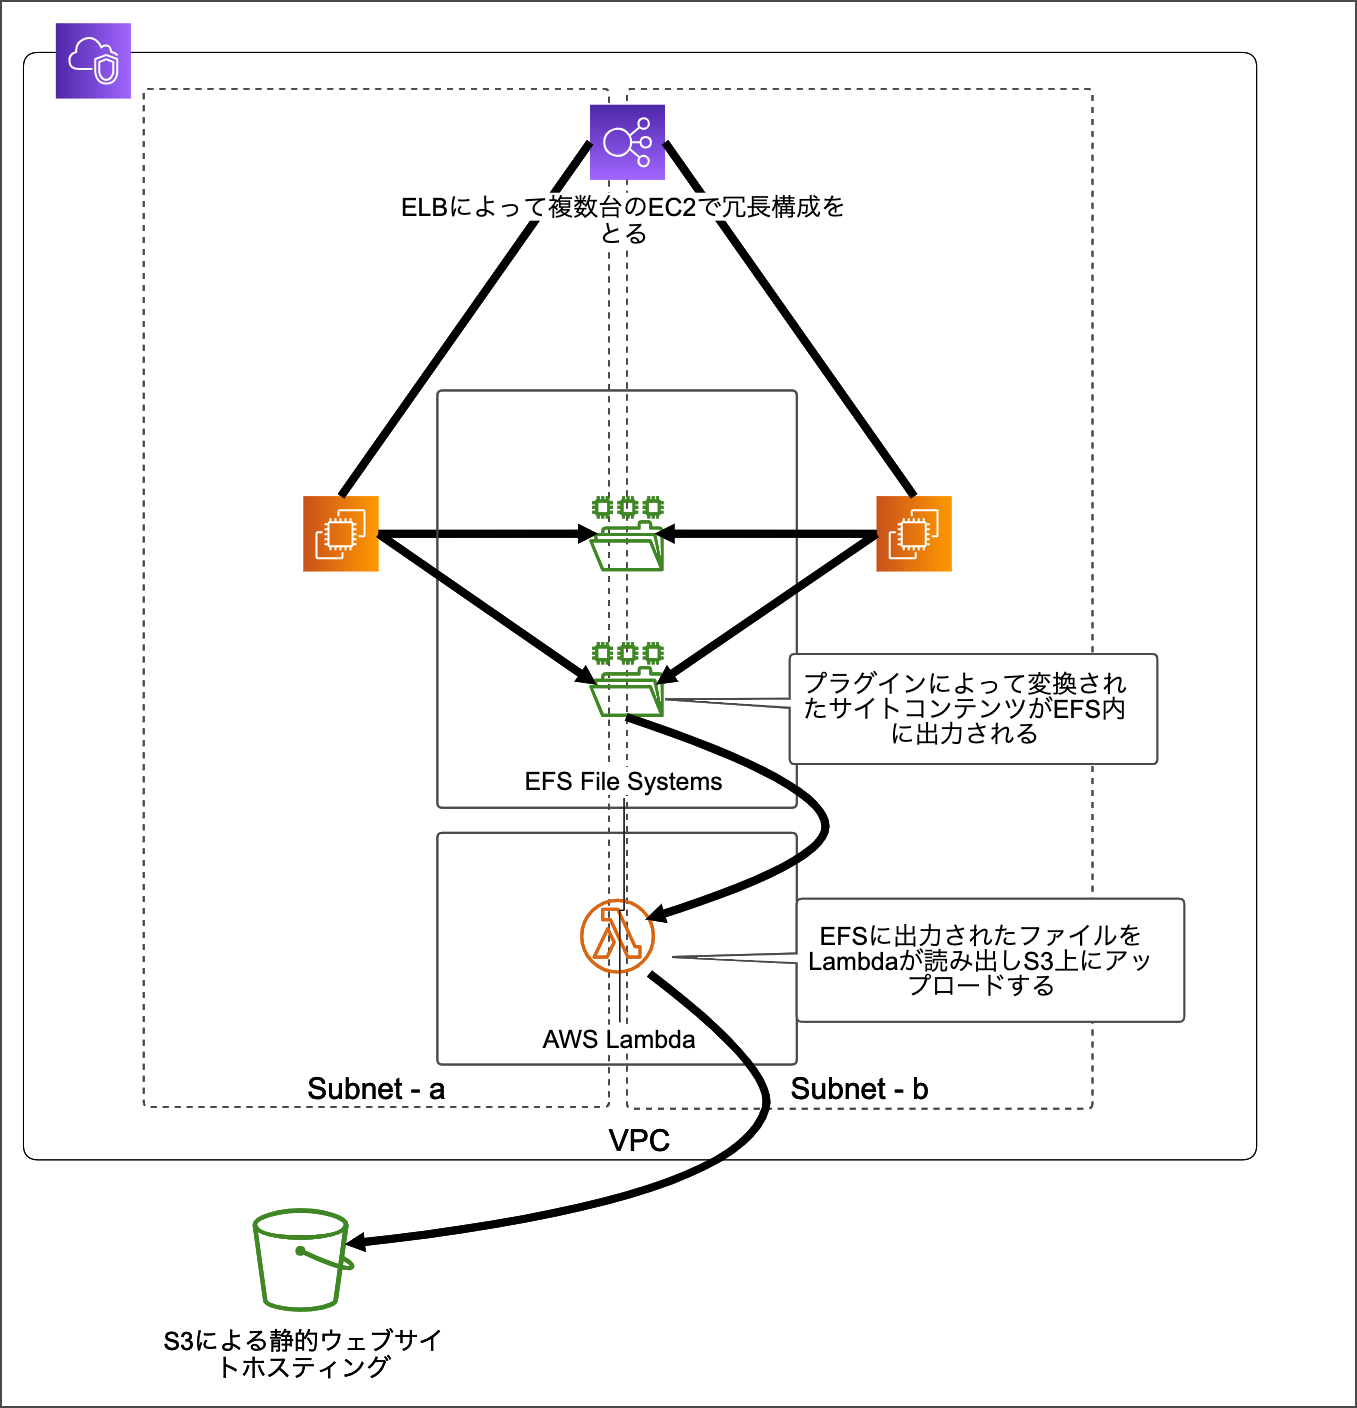 ELBによって複数台のEC2で冗長構成を
とる
プラグインによって変換され
たサイトコンテンツがEFS内
に出力される
EFS File Systems
EFSに出力されたファイルを
Lambdaが読み出しS3上にアッ
プロードする
AWS Lambda
Subnet - a
Subnet - b
VPC
S3による静的ウェブサイ
トホスティング